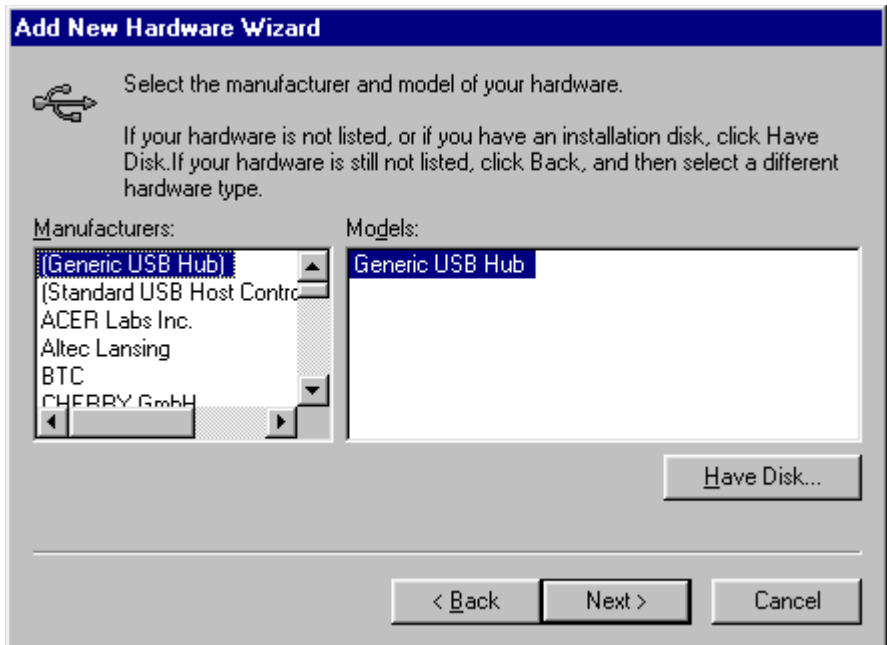 Add New Hardware Wizard
Select the manufacturer and model of your hardware.
If your hardware is not listed, or if you have an installation disk, click Have
Disk.If your hardware is still not listed, click Back, and then select a different
hardware type.
Manufacturers:
(Generic USB Hub)
(Standard USB Host Contro
ACER Labs Inc.
Altec Lansing
BTC
CHERRY GmbH
Models:
Generic USB Hub
Have Disk...
< Back
Next >
Cancel